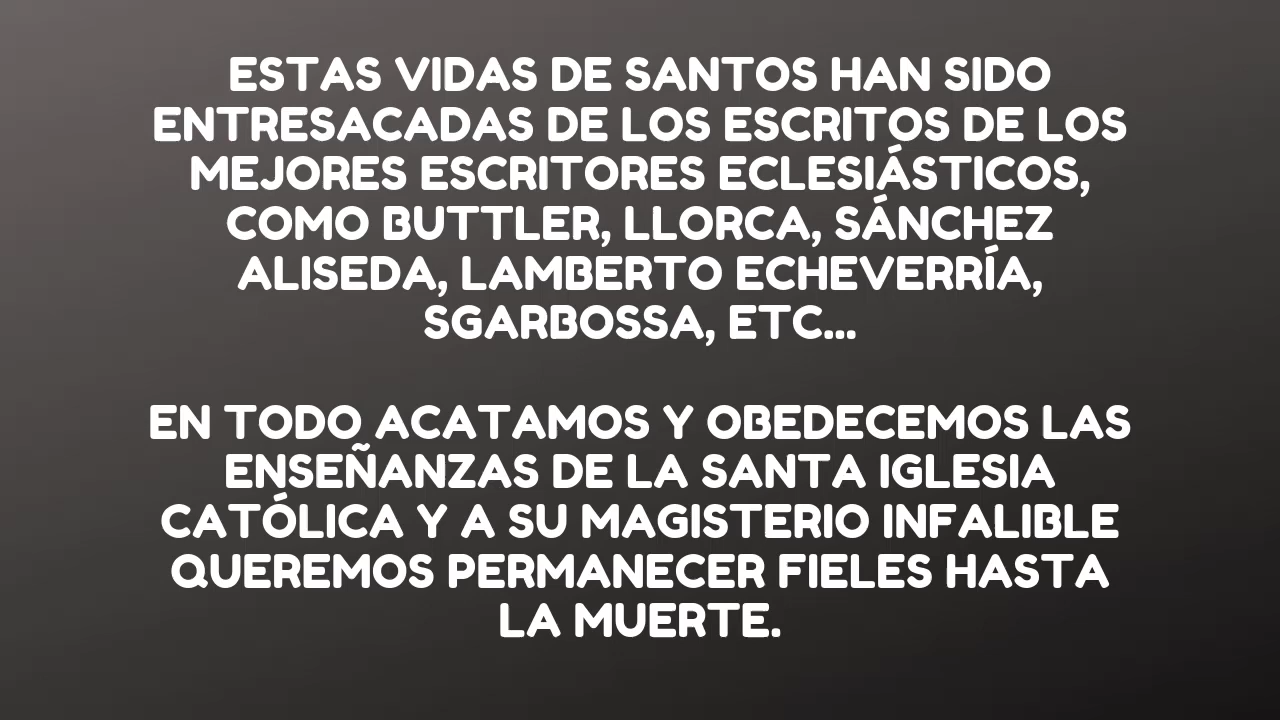 ESTAS VIDAS DE SANTOS HAN SIDO
ENTRESACADAS DE LOS ESCRITOS DE LOS
MEJORES ESCRITORES ECLESIÁSTICOS,
COMO BUTTLER, LLORCA, SÁNCHEZ
ALISEDA, LAMBERTO ECHEVERRÍA,
SGARBOSSA, ETC...
EN TODO ACATAMOS Y OBEDECEMOS LAS
ENSEÑANZAS DE LA SANTA IGLESIA
CATÓLICA Y A SU MAGISTERIO INFALIBLE
QUEREMOS PERMANECER FIELES HASTA
LA MUERTE.